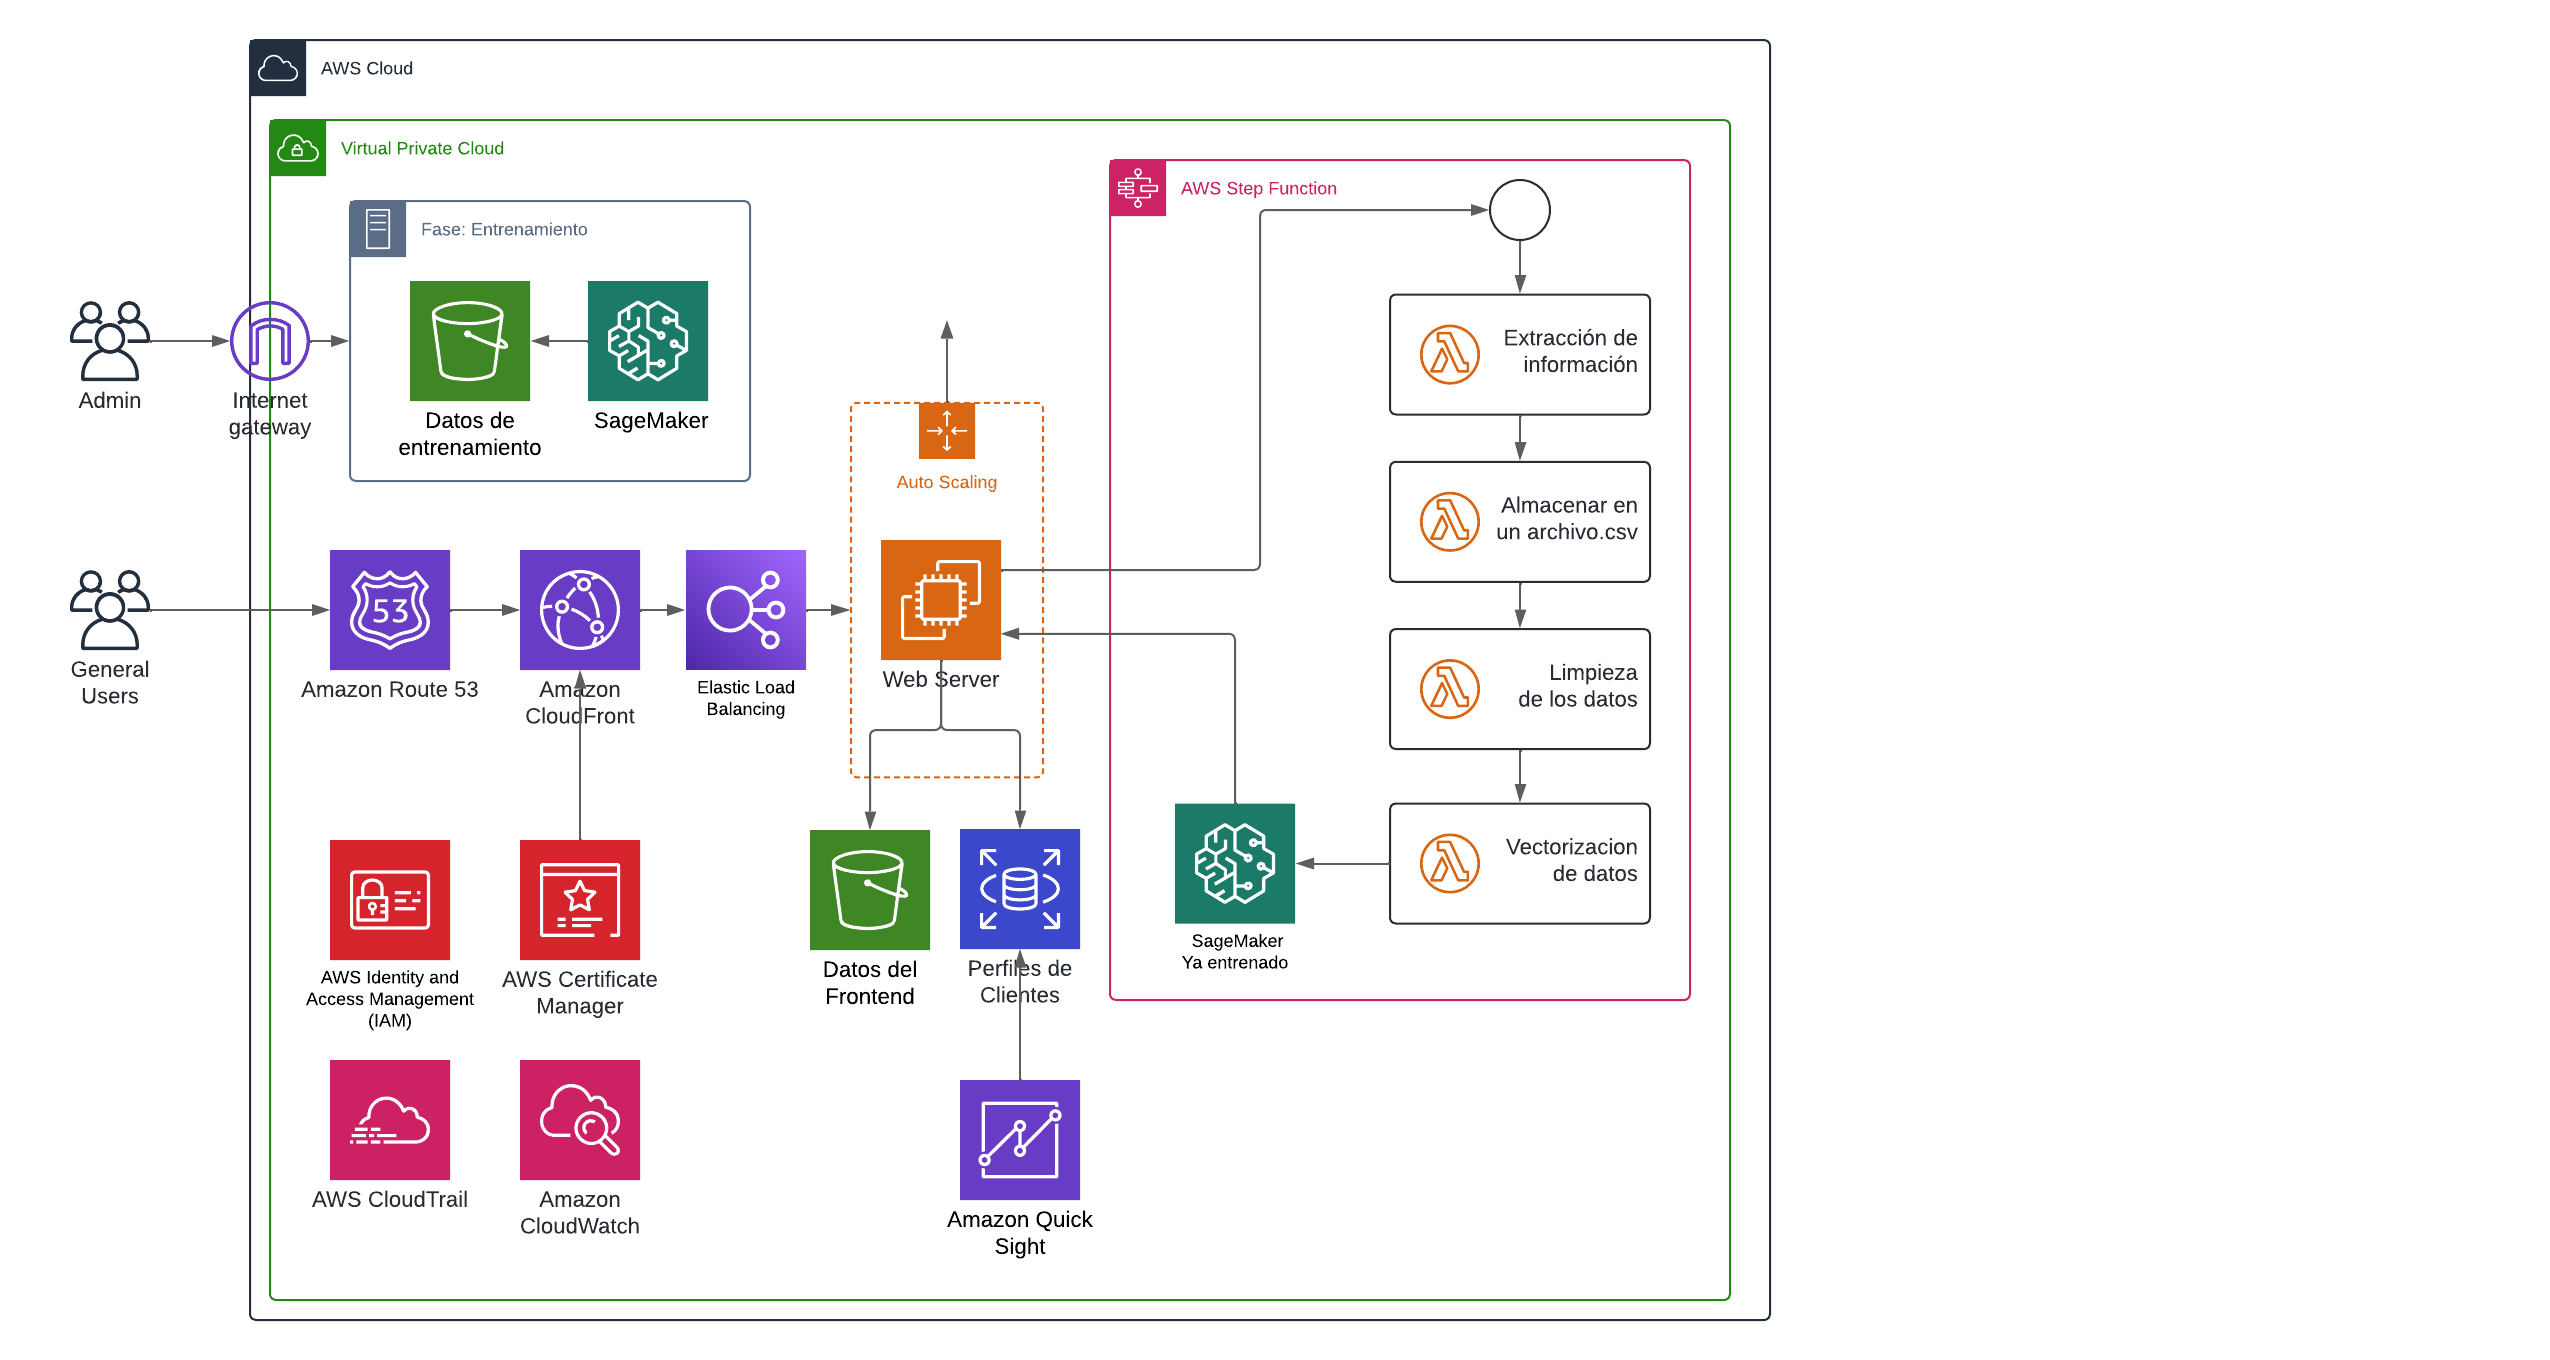 AWS Cloud
Virtual Private Cloud
AWS Step Function
Fase: Entrenamiento
Admin
Internet
gateway
Datos de
entrenamiento
SageMaker
Auto Scaling
Extracción de
información
Almacenar en
un archivo.csv
Limpieza
de los datos
Vectorizacion
de datos
General
Users
53
Amazon Route 53
Amazon
CloudFront
Elastic Load
Balancing
Web Server
SageMaker
Ya entrenado
AWS Identity and
Access Management
(IAM)
AWS Certificate
Manager
Datos del
Frontend
Perfiles de
Clientes
AWS CloudTrail
Amazon
CloudWatch
Amazon Quick
Sight